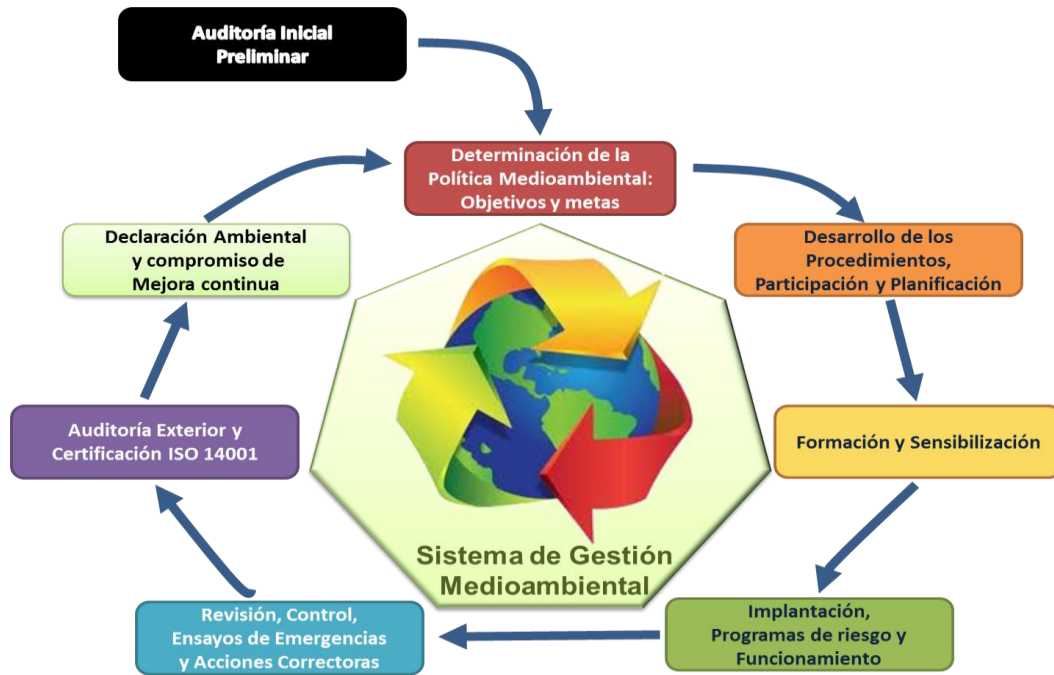 Auditoría Inicial
Preliminar
Determinación de la
Política Medioambiental:
Objetivos y metas
Desarrollo de los
Procedimientos,
Participación y Planificación
Formación y Sensibilización
Implantación,
Programas de riesgo y
Funcionamiento
Revisión, Control,
Ensayos de Emergencias
y Acciones Correctoras
Auditoría Exterior y
Certificación ISO 14001
Declaración Ambiental
y compromiso de
Mejora continua
Sistema de Gestión
Medioambiental